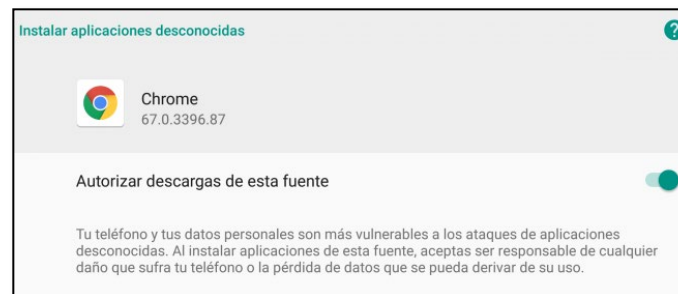 Instalar aplicaciones desconocidas
?
Chrome
67.0.3396.87
Autorizar descargas de esta fuente
Tu teléfono y tus datos personales son más vulnerables a los ataques de aplicaciones
desconocidas. Al instalar aplicaciones de esta fuente, aceptas ser responsable de cualquier
daño que sufra tu teléfono o la pérdida de datos que se pueda derivar de su uso.